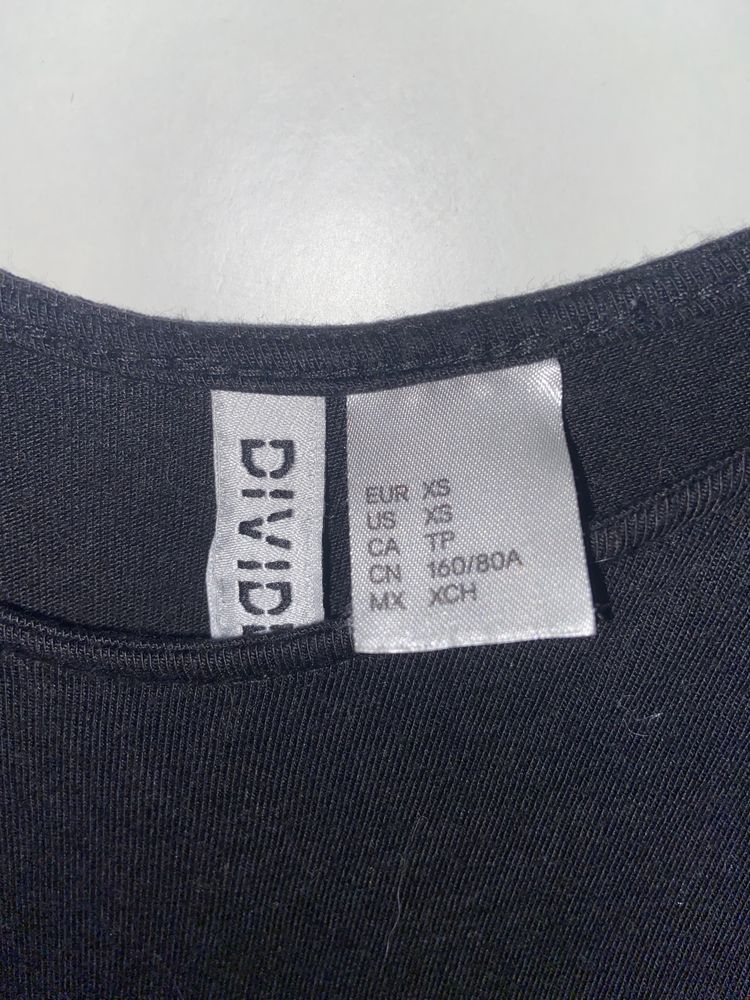 DIVID
EUR XS
US XS
CA TP
CN 160/80A
MX XCH